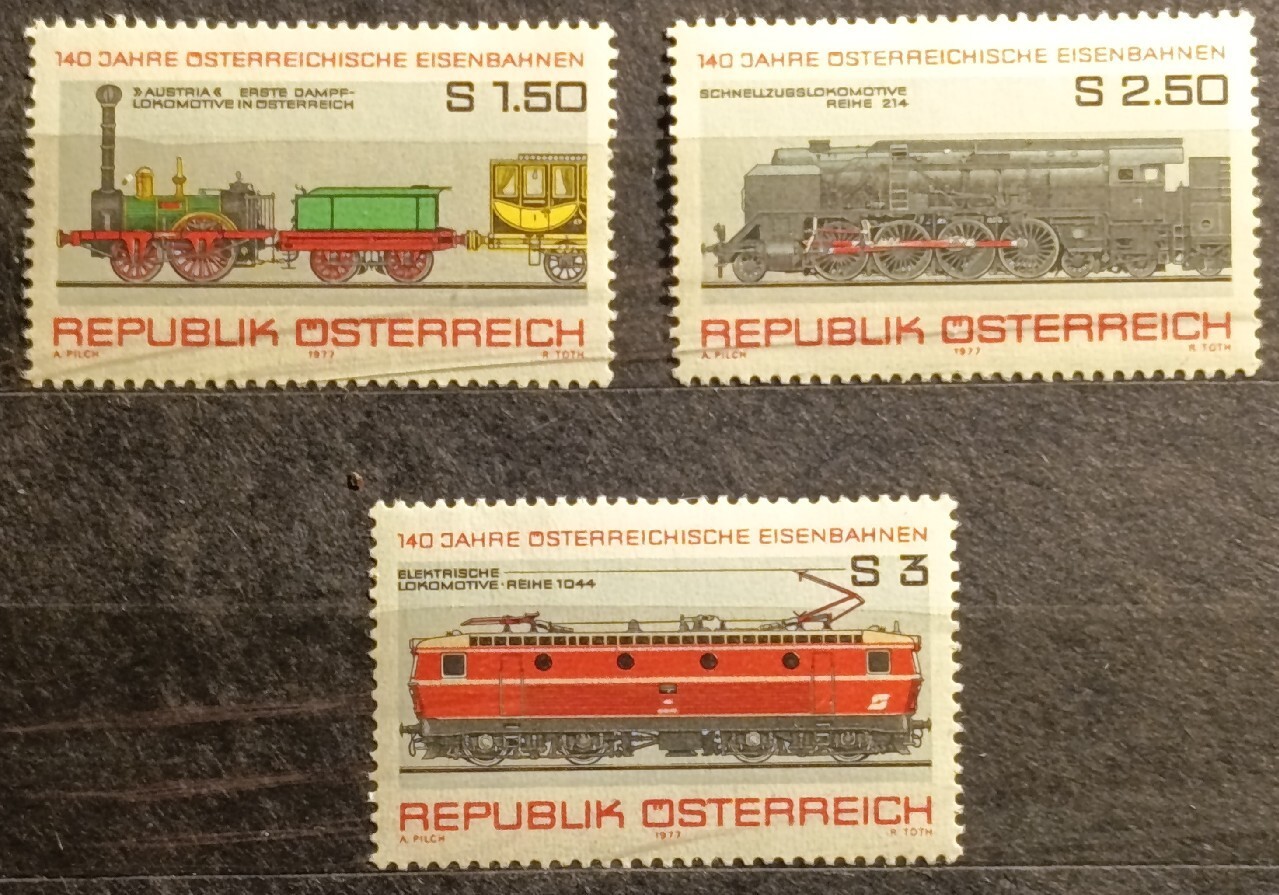 140 JAHRE ÖSTERREICHISCHE EISENBAHNEN
»AUSTRIA« ERSTE DAMPF-
LOKOMOTIVE IN ÖSTERREICH
S 1.50
REPUBLIK ÖSTERREICH
A. PILCH 1977 R. TOTH
140 JAHRE ÖSTERREICHISCHE EISENBAHNEN
SCHNELLZUGSLOKOMOTIVE
REIHE 214
S 2.50
REPUBLIK ÖSTERREICH
A. PILCH 1977 R. TOTH
140 JAHRE ÖSTERREICHISCHE EISENBAHNEN
ELEKTRISCHE
LOKOMOTIVE·REIHE 1044
S 3
REPUBLIK ÖSTERREICH
A. PILCH 1977 R. TOTH